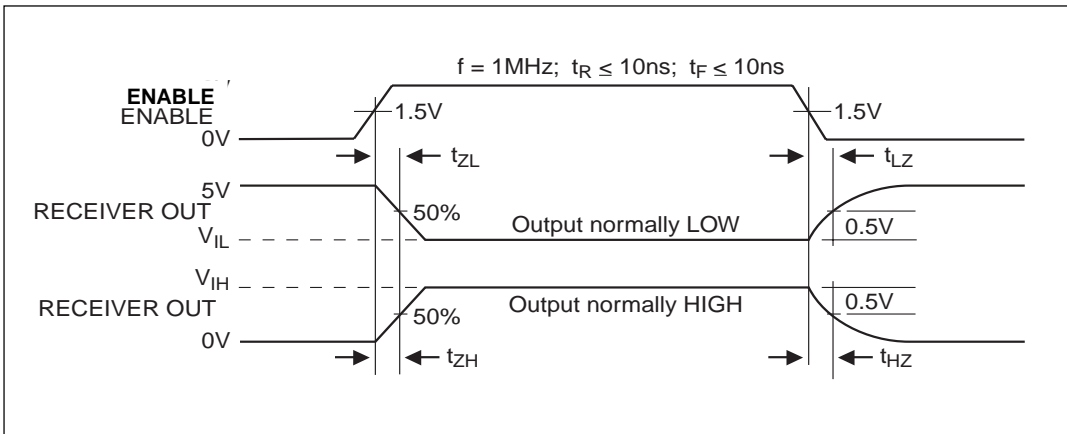 f = 1MHz; tR ≤ 10ns; tF ≤ 10ns
ENABLE
ENABLE
1.5V
1.5V
0V
tZL
tLZ
5V
RECEIVER OUT
50%
Output normally LOW
0.5V
VIL
VIH
Output normally HIGH
0.5V
RECEIVER OUT
50%
0V
tZH
tHZ